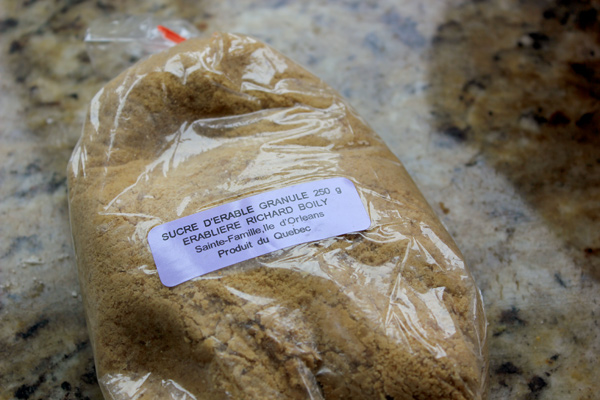 SUCRE D'ERABLE GRANULE 250 g
ERABLIERE RICHARD BOILY
Sainte-Famille,Ile d'Orleans
Produit du Quebec